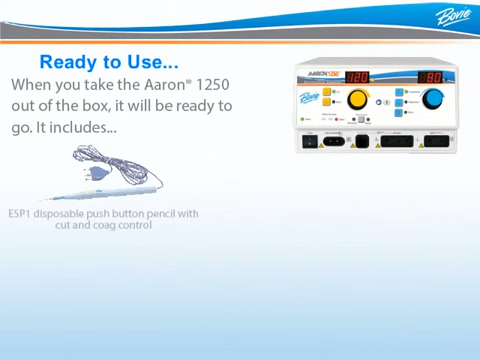 Bovie
Ready to Use...
When you take the Aaron® 1250
out of the box, it will be ready to
go. It includes...
AARON 1250
120
80
Bovie
ESP1 disposable push button pencil with
cut and coag control